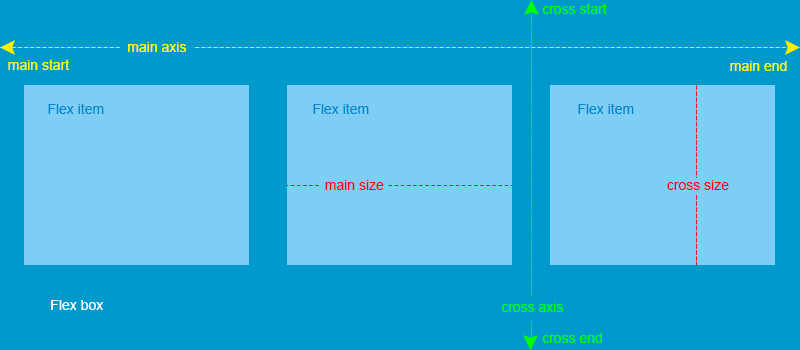 cross start
main axis
main start
main end
Flex item
Flex item
Flex item
main size
cross size
Flex box
cross axis
cross end